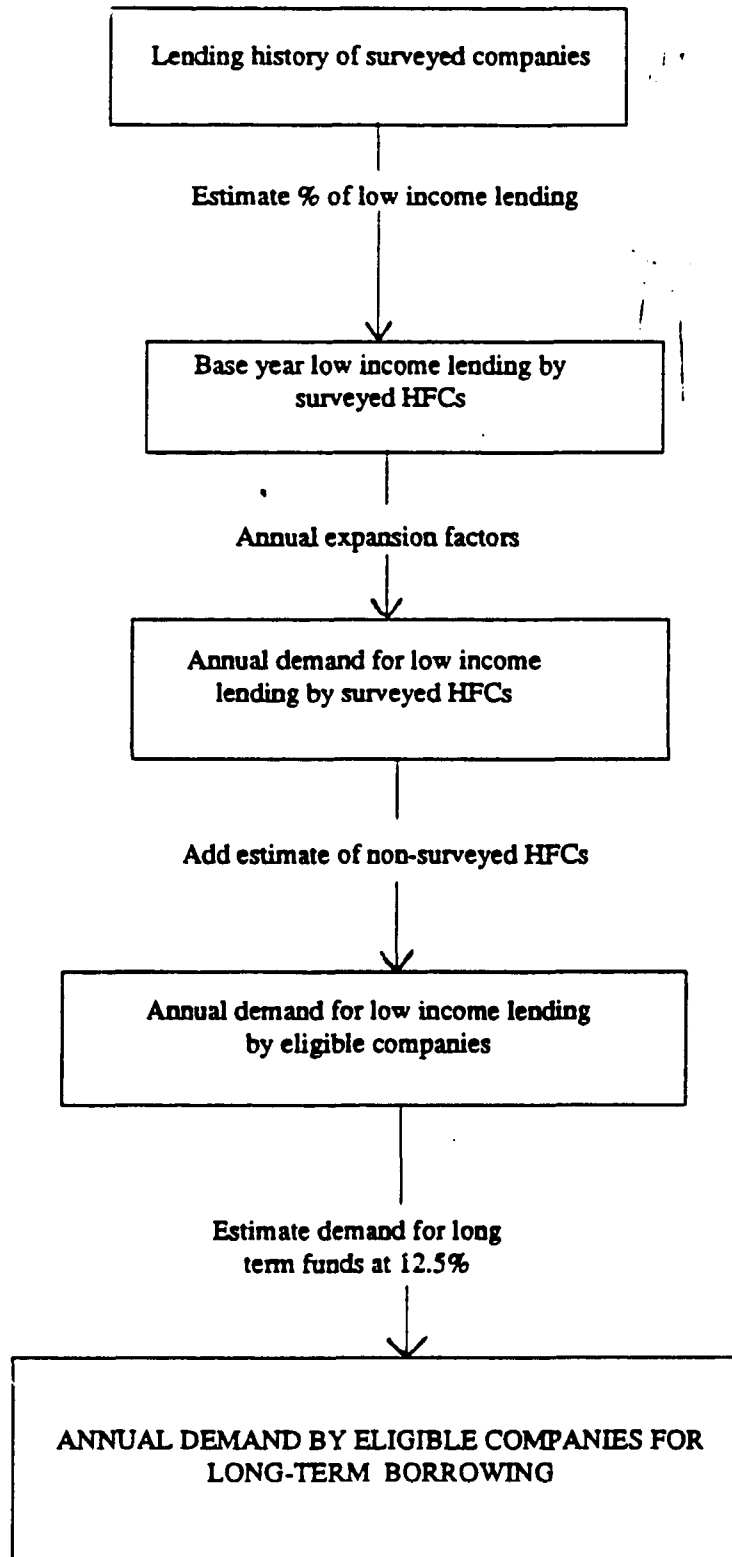 Lending history of surveyed companies
Estimate % of low income lending
Base year low income lending by
surveyed HFCs
Annual expansion factors
Annual demand for low income
lending by surveyed HFCs
Add estimate of non-surveyed HFCs
Annual demand for low income lending
by eligible companies
Estimate demand for long
term funds at 12.5%
ANNUAL DEMAND BY ELIGIBLE COMPANIES FOR
LONG-TERM BORROWING